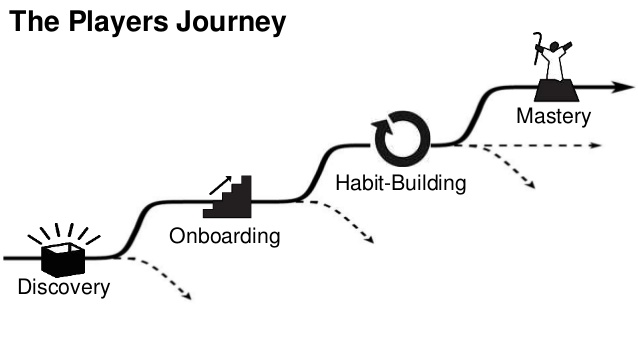 The Players Journey
Mastery
Habit-Building
Onboarding
Discovery